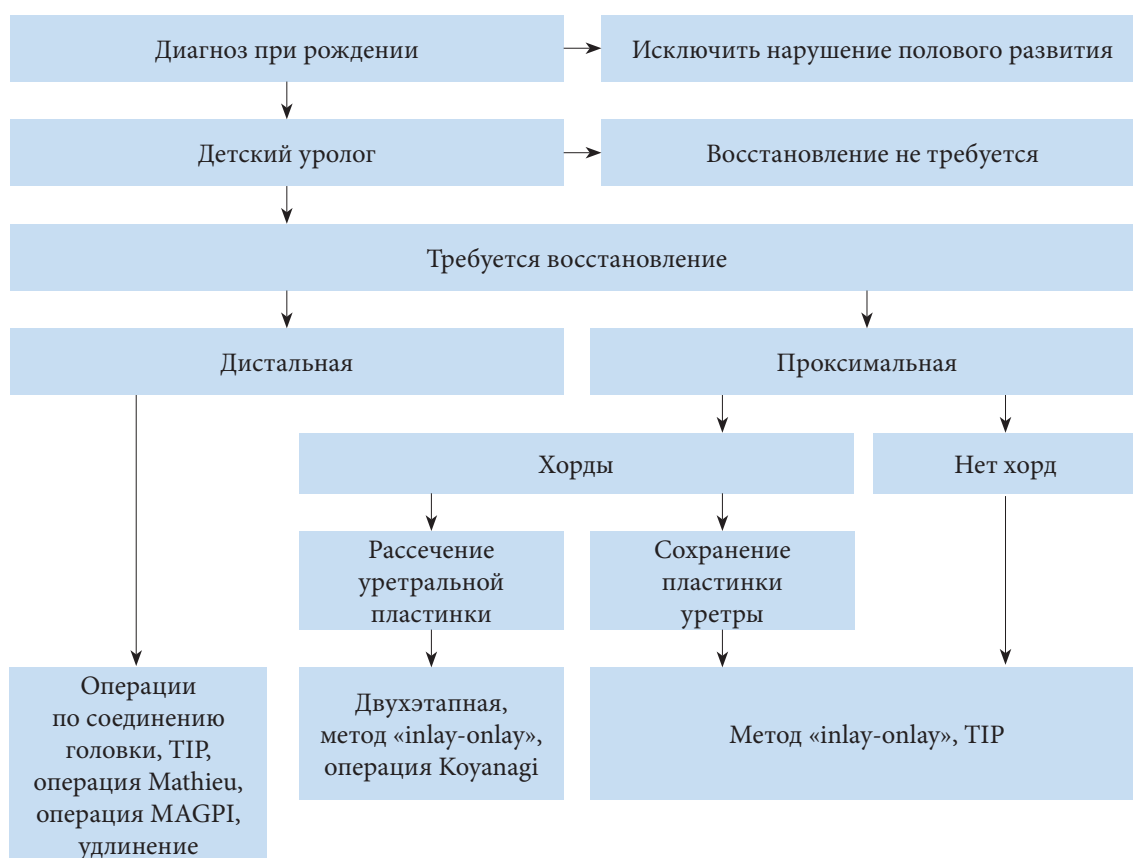 Диагноз при рождении
Исключить нарушение полового развития
Детский уролог
Восстановление не требуется
Требуется восстановление
Дистальная
Проксимальная
Хорды
Нет хорд
Рассечение
уретральной
пластинки
Сохранение
пластинки
уретры
Операции
по соединению
головки, TIP,
операция Mathieu,
операция MAGPI,
удлинение
Двухэтапная,
метод «inlay-onlay»,
операция Koyanagi
Метод «inlay-onlay», TIP